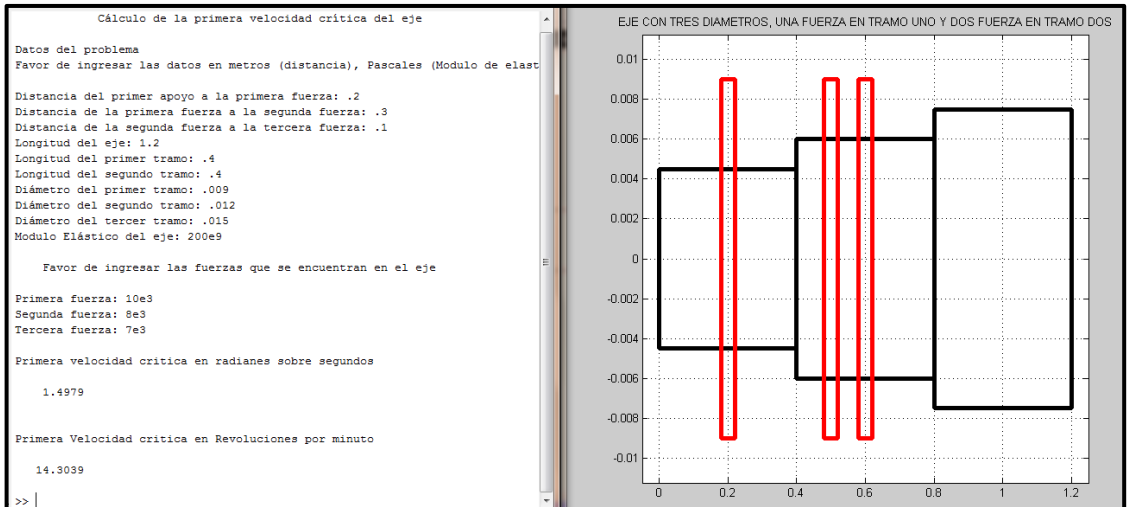 Cálculo de la primera velocidad crítica del eje
Datos del problema
Favor de ingresar las datos en metros (distancia), Pascales (Modulo de elast
Distancia del primer apoyo a la primera fuerza: .2
Distancia de la primera fuerza a la segunda fuerza: .3
Distancia de la segunda fuerza a la tercera fuerza: .1
Longitud del eje: 1.2
Longitud del primer tramo: .4
Longitud del segundo tramo: .4
Diámetro del primer tramo: .009
Diámetro del segundo tramo: .012
Diámetro del tercer tramo: .015
Modulo Elástico del eje: 200e9
Favor de ingresar las fuerzas que se encuentran en el eje
Primera fuerza: 10e3
Segunda fuerza: 8e3
Tercera fuerza: 7e3
Primera velocidad critica en radianes sobre segundos
1.4979
Primera Velocidad critica en Revoluciones por minuto
14.3039
>>
EJE CON TRES DIAMETROS, UNA FUERZA EN TRAMO UNO Y DOS FUERZA EN TRAMO DOS
0.01
0.008
0.006
0.004
0.002
0
-0.002
-0.004
-0.006
-0.008
-0.01
0 0.2 0.4 0.6 0.8 1 1.2